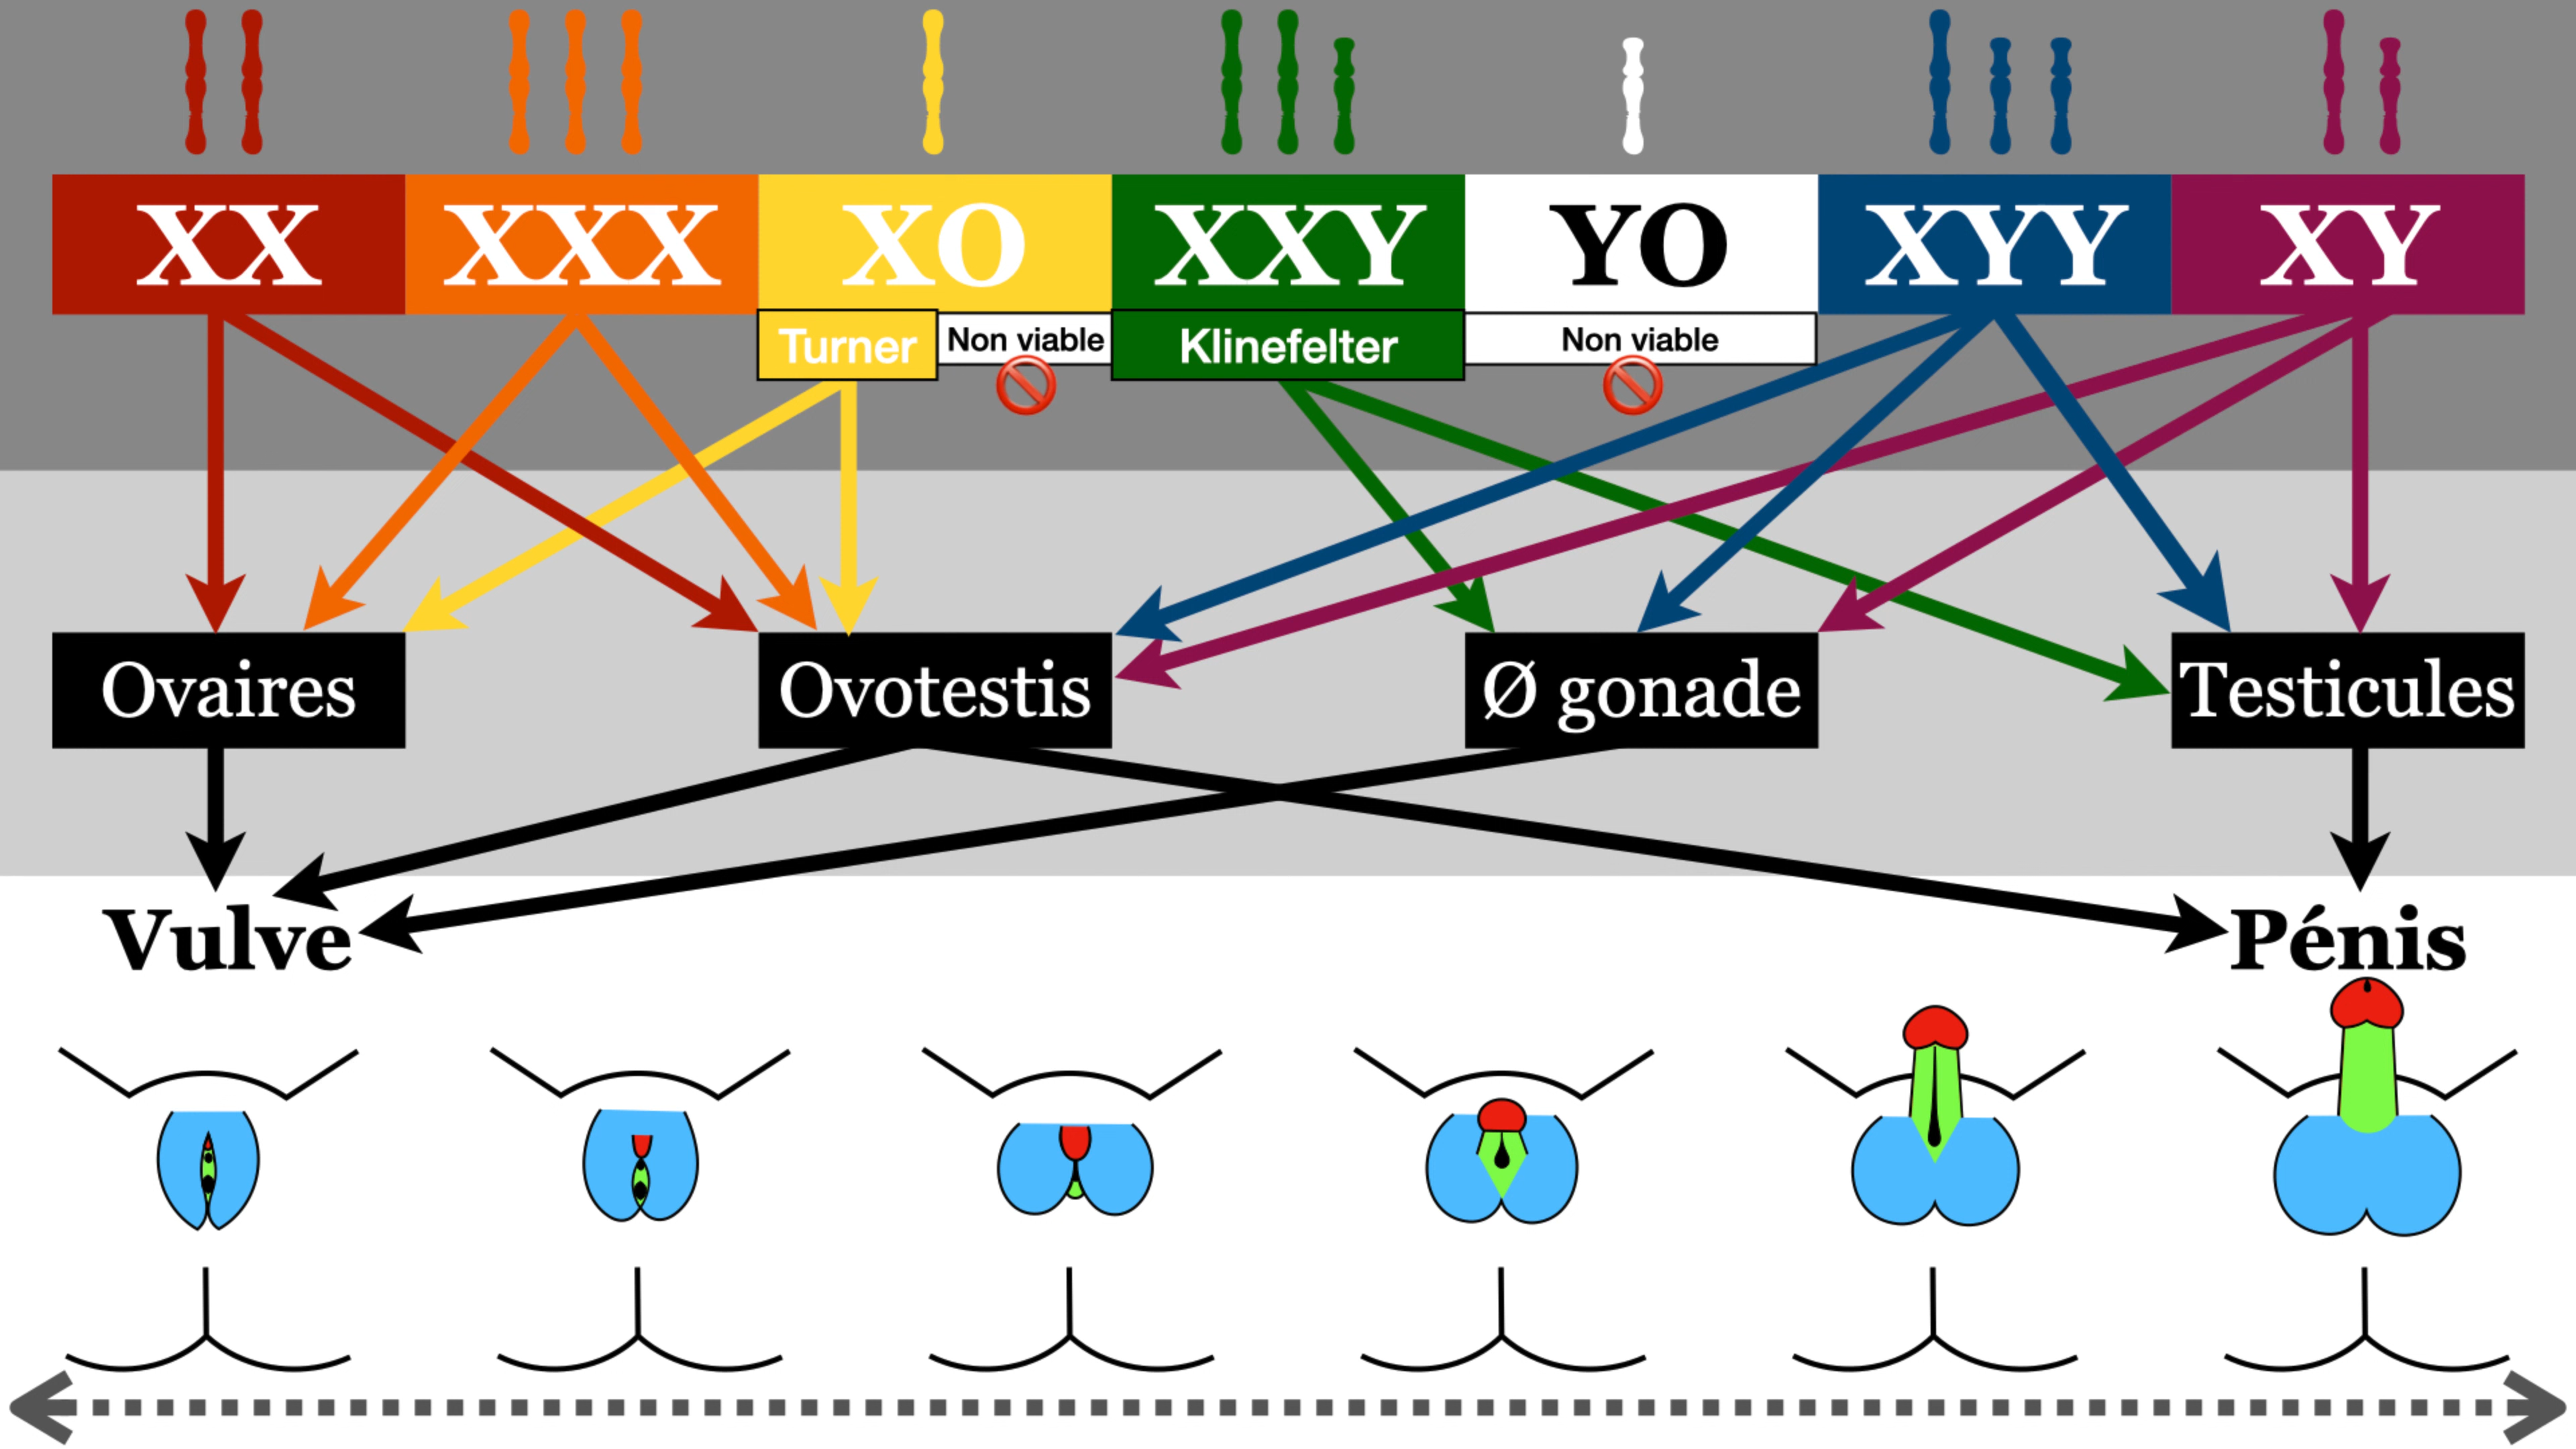 XX
XXX
XO
XXY
YO
XYY
XY
Turner
Non viable
Klinefelter
Non viable
Ovaires
Ovotestis
Ø gonade
Testicules
Vulve
Pénis